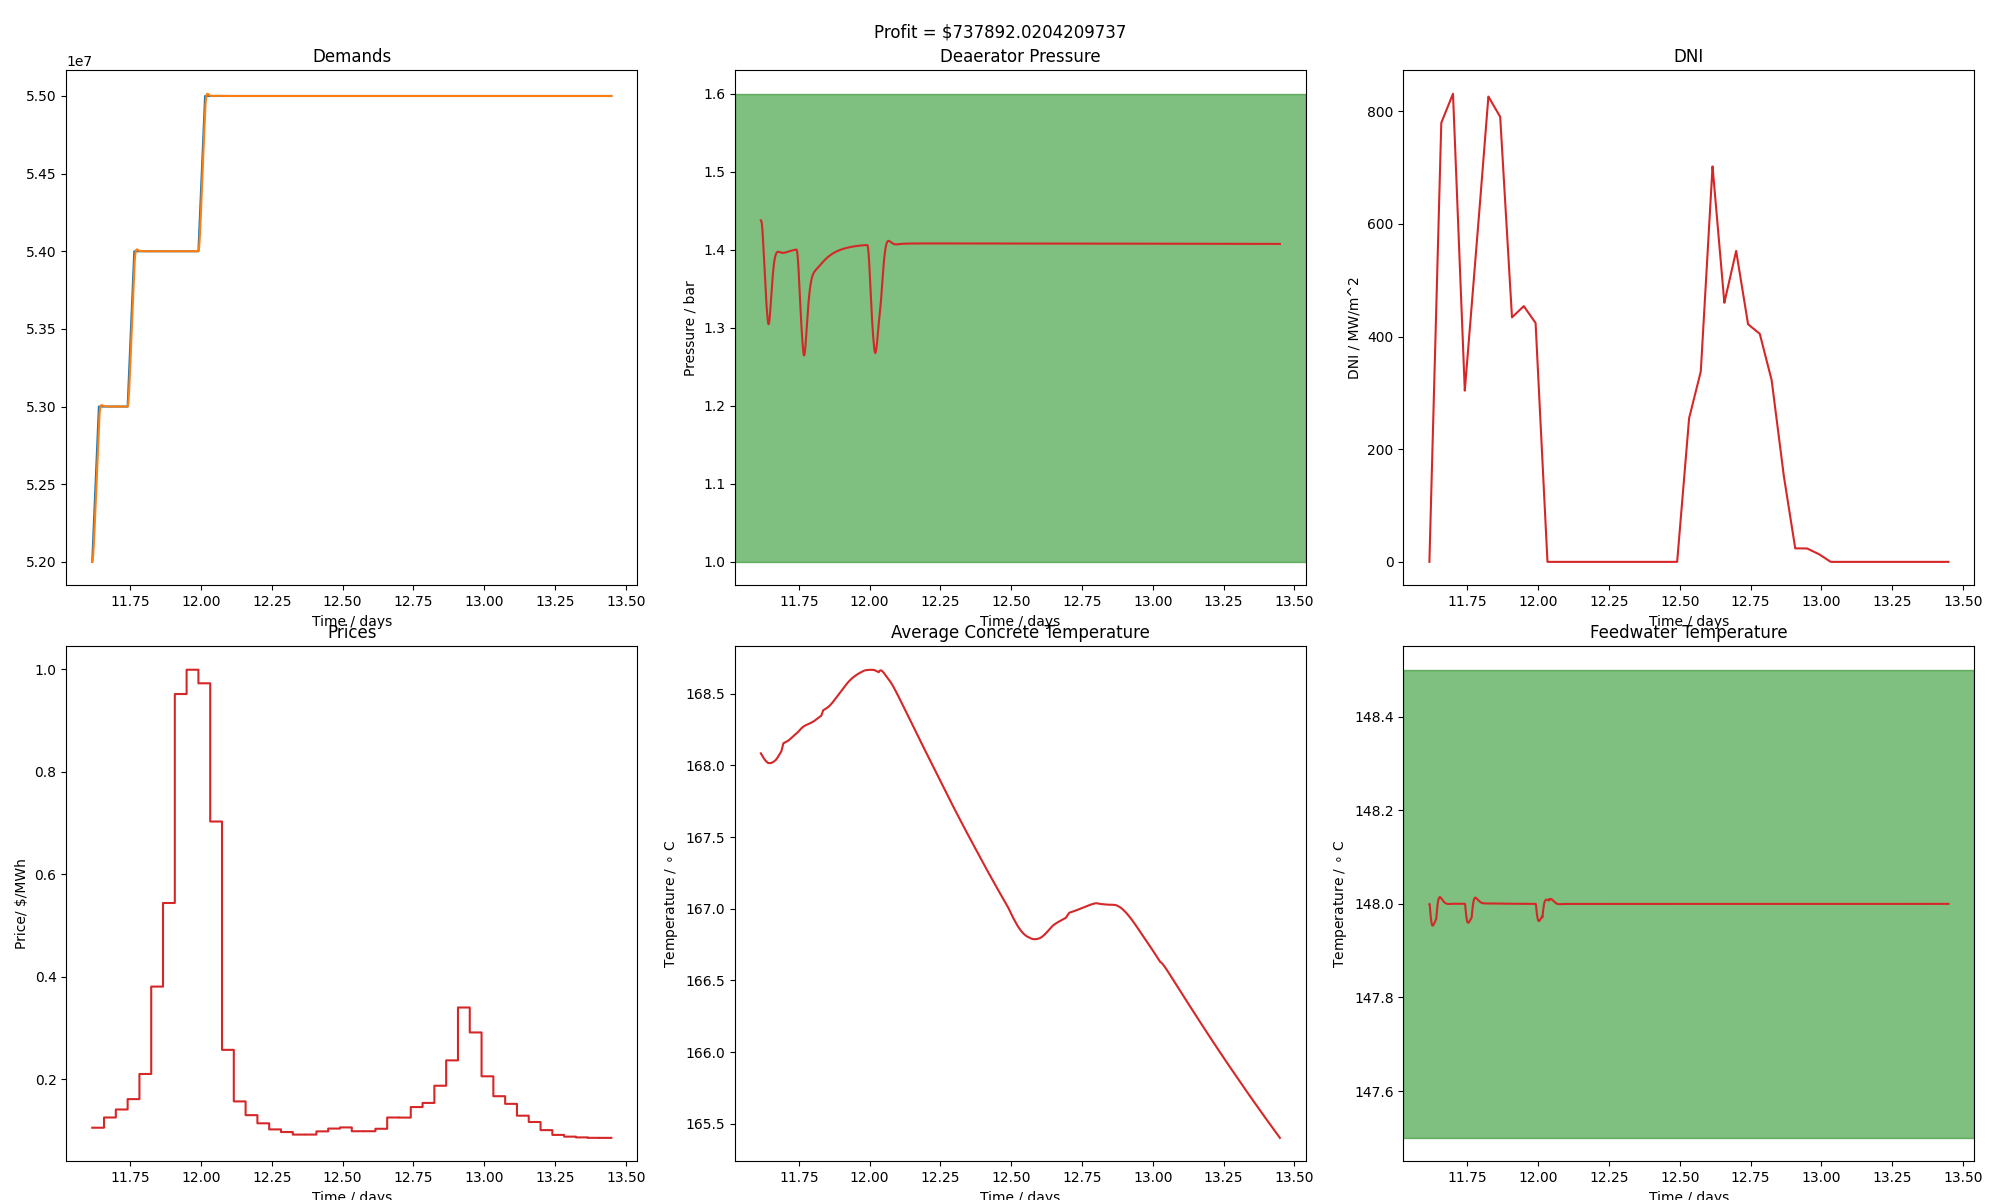 Profit = $737892.0204209737
Demands
1e7
5.50
5.45
5.40
5.35
5.30
5.25
5.20
11.75 12.00 12.25 12.50 12.75 13.00 13.25 13.50
Time / days
Deaerator Pressure
Pressure / bar
1.6
1.5
1.4
1.3
1.2
1.1
1.0
11.75 12.00 12.25 12.50 12.75 13.00 13.25 13.50
Time / days
DNI
DNI / MW/m^2
800
600
400
200
0
11.75 12.00 12.25 12.50 12.75 13.00 13.25 13.50
Time / days
Prices
Price/ $/MWh
1.0
0.8
0.6
0.4
0.2
11.75 12.00 12.25 12.50 12.75 13.00 13.25 13.50
Time / days
Average Concrete Temperature
Temperature / ∘ C
168.5
168.0
167.5
167.0
166.5
166.0
165.5
11.75 12.00 12.25 12.50 12.75 13.00 13.25 13.50
Time / days
Feedwater Temperature
Temperature / ∘ C
148.4
148.2
148.0
147.8
147.6
11.75 12.00 12.25 12.50 12.75 13.00 13.25 13.50
Time / days